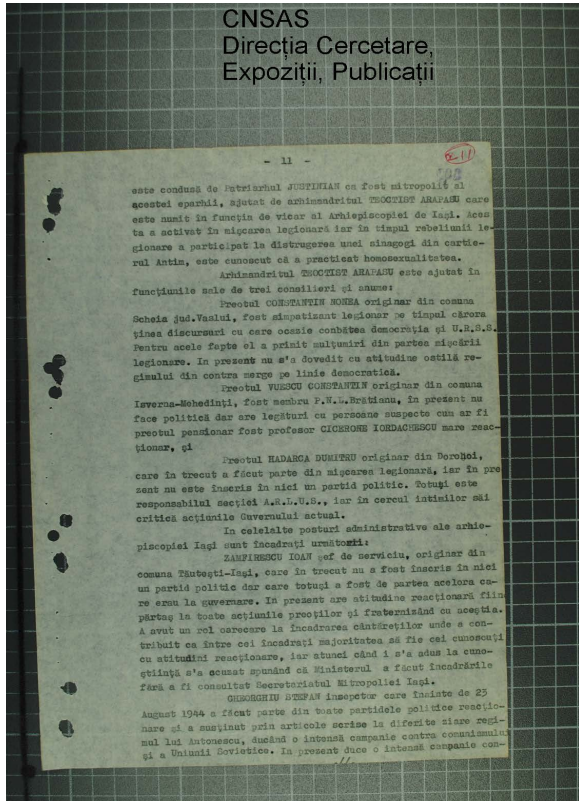 CNSAS
Direcția Cercetare,
Expoziții, Publicații
- 11 -
este condusă de Patriarhul JUSTINIAN ca fost mitropolit al
acestei eparhii, ajutat de arhimandritul TEOCTIST ARAPASU care
este numit în funcția de vicar al Arhiepiscopiei de Iași. Aces
ta a activat în mișcarea legionară iar în timpul rebeliunii le-
gionare a participat la distrugerea unei sinagogi din cartie-
rul Antim, este cunoscut că a practicat homosexualitatea.
Arhimandritul TEOCTIST ARAPASU este ajutat în
funcțiunile sale de trei consilieri și anume:
Preotul CONSTANTIN NONEA originar din comuna
Scheia jud.Vaslui, fost simpatizant legionar pe timpul cărora
ținea discursuri cu care ocazie conbătea democrația și U.R.S.S.
Pentru acele fapte el a primit mulțumiri din partea mișcării
legionare. In prezent nu s'a dovedit cu atitudine ostilă re-
gimului din contra merge pe linie democratică.
Preotul VUESCU CONSTANTIN originar din comuna
Isverna-Mehedinți, fost membru P.N.L.Brătianu, în prezent nu
face politică dar are legături cu persoane suspecte cum ar fi
preotul pensionar fost profesor CICERONE IORDACHESCU mare reac-
ționar, și
Preotul HADARCA DUMITRU originar din Dorohoi,
care în trecut a făcut parte din mișcarea legionară, iar în pre
zent nu este înscris în nici un partid politic. Totuși este
responsabilul secției A.R.L.U.S., iar în cercul intimilor săi
critică acțiunile Guvernului actual.
In celelalte posturi administrative ale arhie-
piscopiei Iași sunt încadrați următorii:
ZAMFIRESCU IOAN șef de serviciu, originar din
comuna Tăutești-Iași, care în trecut nu a fost inscris în nici
un partid politic dar care totuși a fost de partea acelora ca-
re erau la guvernare. In prezent are atitudine reacționară fiin
părtaș la toate acțiunile preoților și fraternizând cu aceștia.
A avut un rol oarecare la încadrarea cântăreților unde a con-
tribuit ca între cei încadrați majoritatea să fie cei cunoscuți
cu atitudini reacționare, iar atunci când i s'a adus la cuno-
ștință s'a scuzat spunând că Ministerul a făcut încadrările
fără a fi consultat Secretariatul Mitropoliei Iași.
GHEORGHIU STEFAN inspector care înainte de 23
August 1944 a făcut parte din toate partidele politice reacțio-
nare și a susținut prin articole scrise la diferite ziare regi-
mul lui Antonescu, ducând o intensă campanie contra comunismului
și a Uniunii Sovietice. In prezent duce o intensă campanie con-